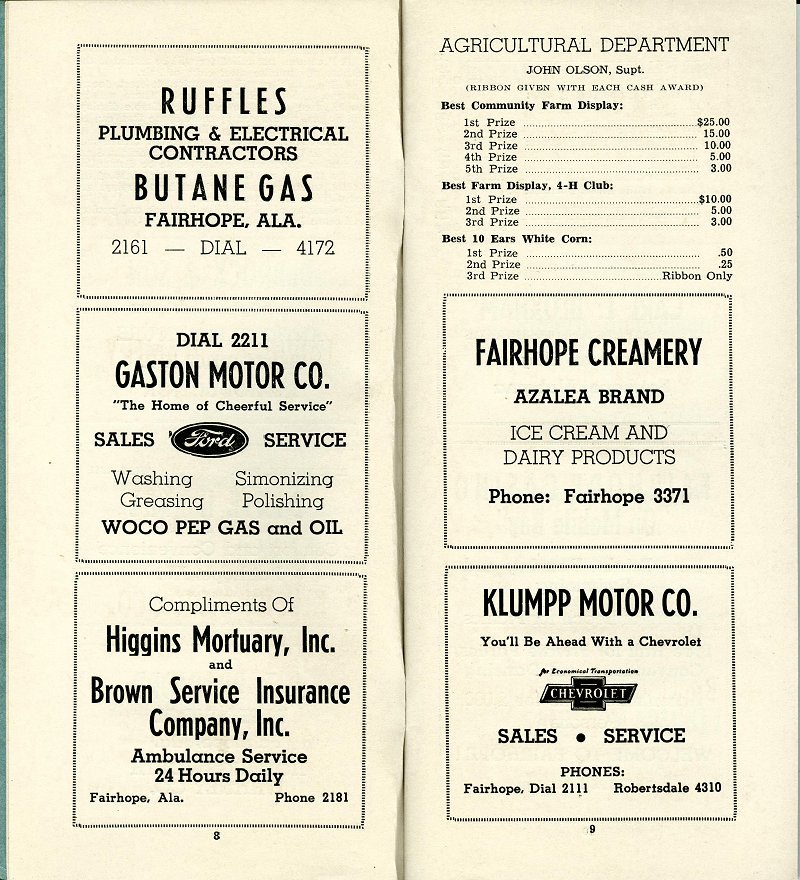 RUFFLES
PLUMBING & ELECTRICAL
CONTRACTORS
BUTANE GAS
FAIRHOPE, ALA.
2161 — DIAL — 4172
DIAL 2211
GASTON MOTOR CO.
"The Home of Cheerful Service"
SALES Ford SERVICE
Washing Simonizing
Greasing Polishing
WOCO PEP GAS and OIL
Compliments Of
Higgins Mortuary, Inc.
and
Brown Service Insurance
Company, Inc.
Ambulance Service
24 Hours Daily
Fairhope, Ala. Phone 2181
8
AGRICULTURAL DEPARTMENT
JOHN OLSON, Supt.
(RIBBON GIVEN WITH EACH CASH AWARD)
Best Community Farm Display:
1st Prize ........ $25.00
2nd Prize ........ 15.00
3rd Prize ........ 10.00
4th Prize ........ 5.00
5th Prize ........ 3.00
Best Farm Display, 4-H Club:
1st Prize ........ $10.00
2nd Prize ........ 5.00
3rd Prize ........ 3.00
Best 10 Ears White Corn:
1st Prize ........ .50
2nd Prize ........ .25
3rd Prize ........ Ribbon Only
FAIRHOPE CREAMERY
AZALEA BRAND
ICE CREAM AND
DAIRY PRODUCTS
Phone: Fairhope 3371
KLUMPP MOTOR CO.
You'll Be Ahead With a Chevrolet
for Economical Transportation
CHEVROLET
SALES • SERVICE
PHONES:
Fairhope, Dial 2111 Robertsdale 4310
9